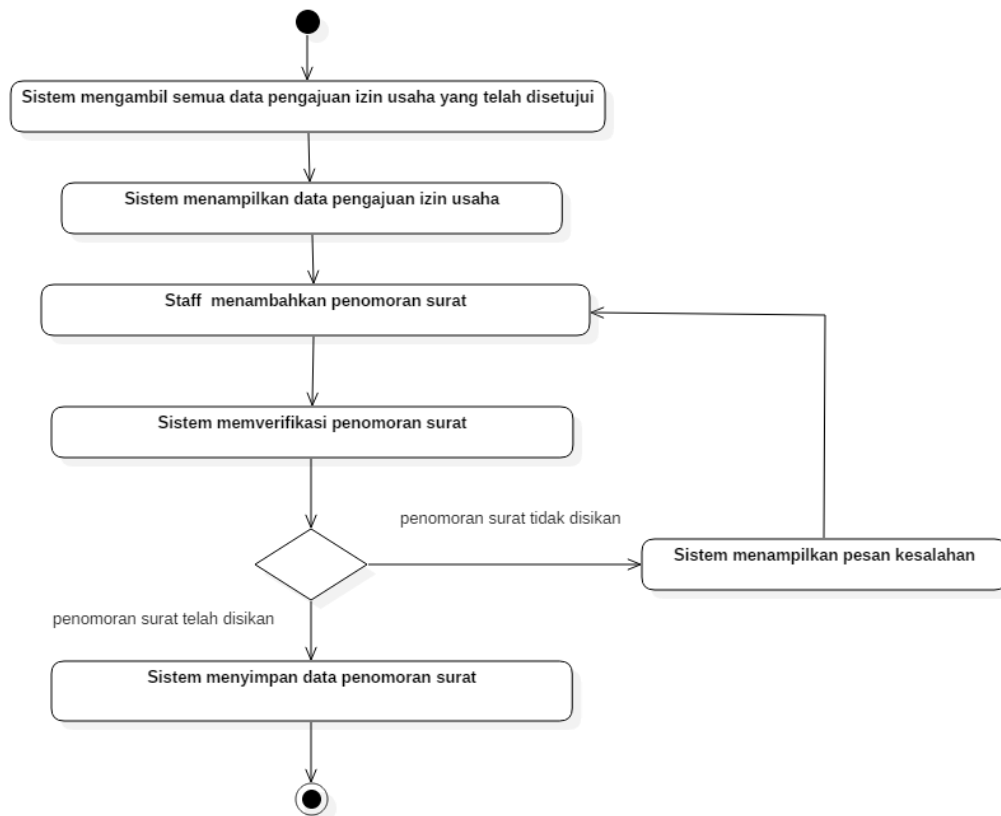 Sistem mengambil semua data pengajuan izin usaha yang telah disetujui
Sistem menampilkan data pengajuan izin usaha
Staff  menambahkan penomoran surat
Sistem memverifikasi penomoran surat
penomoran surat tidak disikan
Sistem menampilkan pesan kesalahan
penomoran surat telah disikan
Sistem menyimpan data penomoran surat